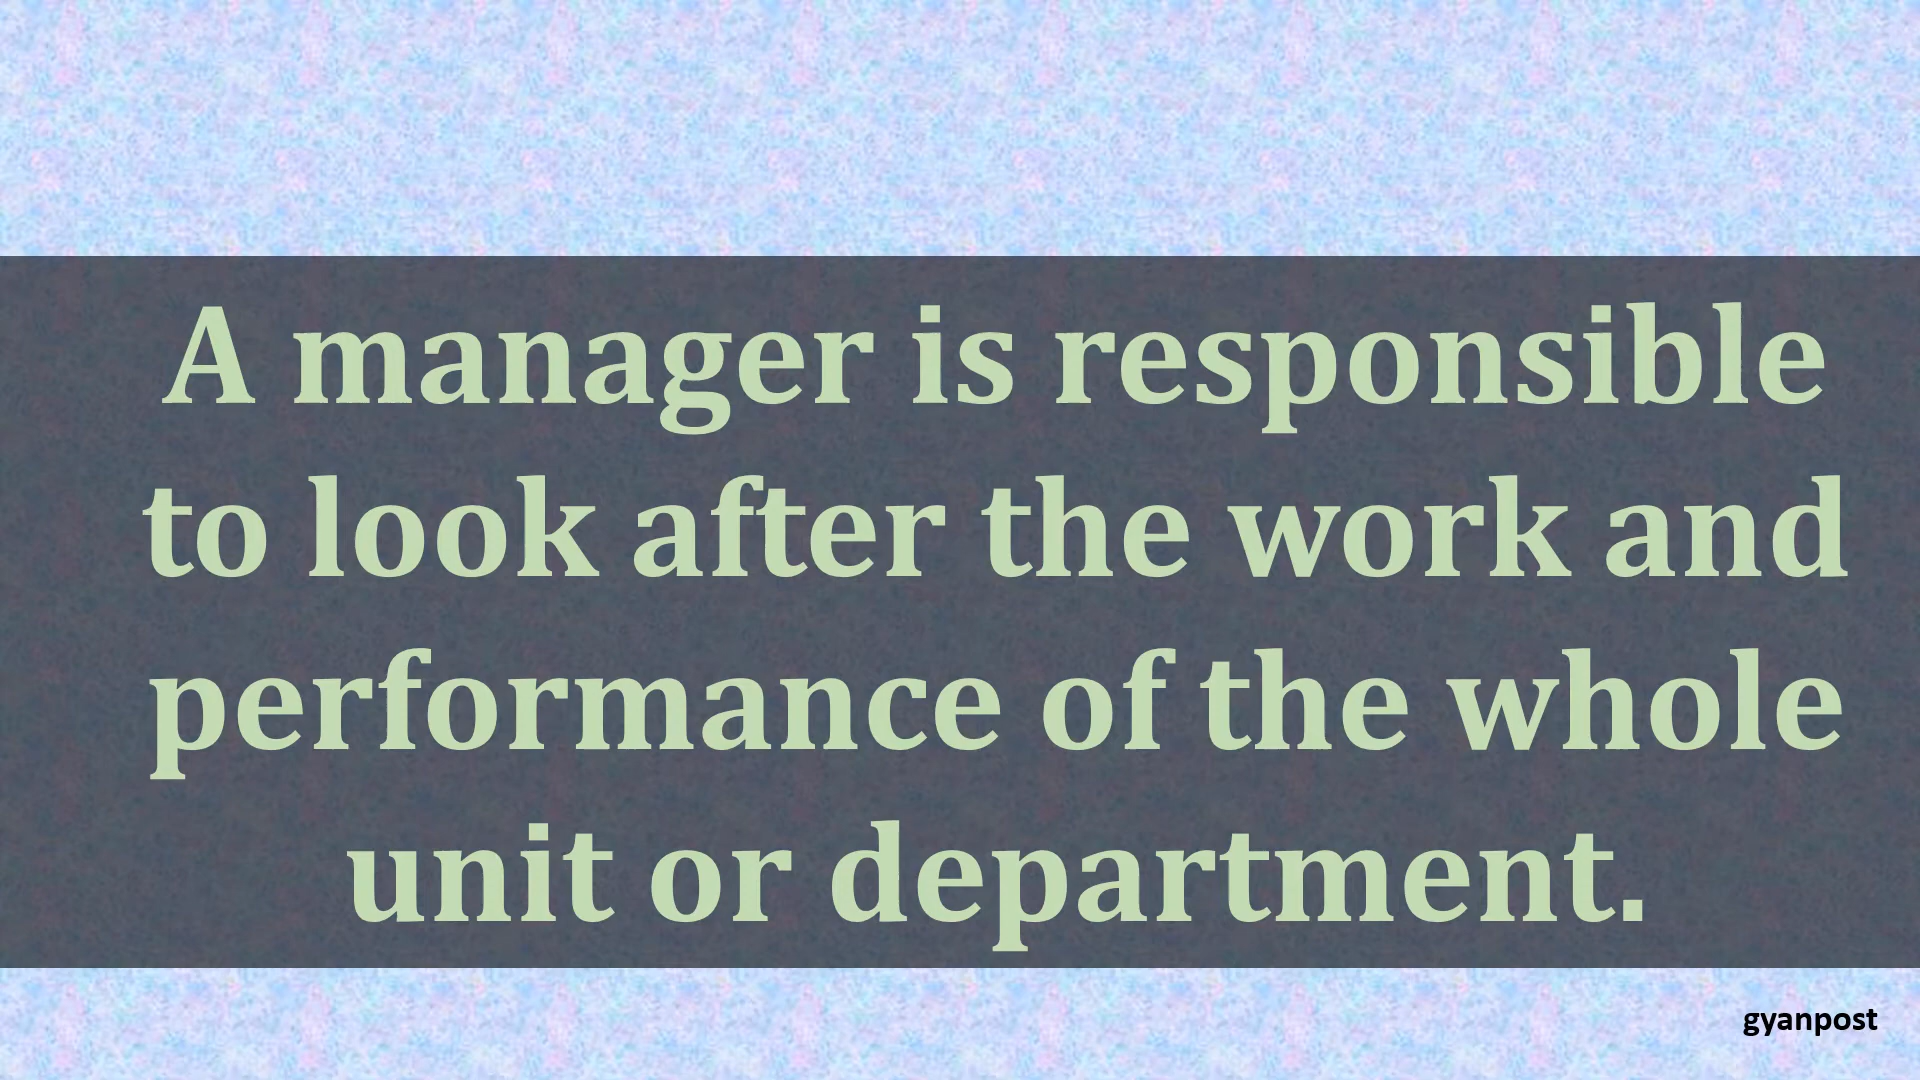 A manager is responsible
to look after the work and
performance of the whole
unit or department.
gyanpost